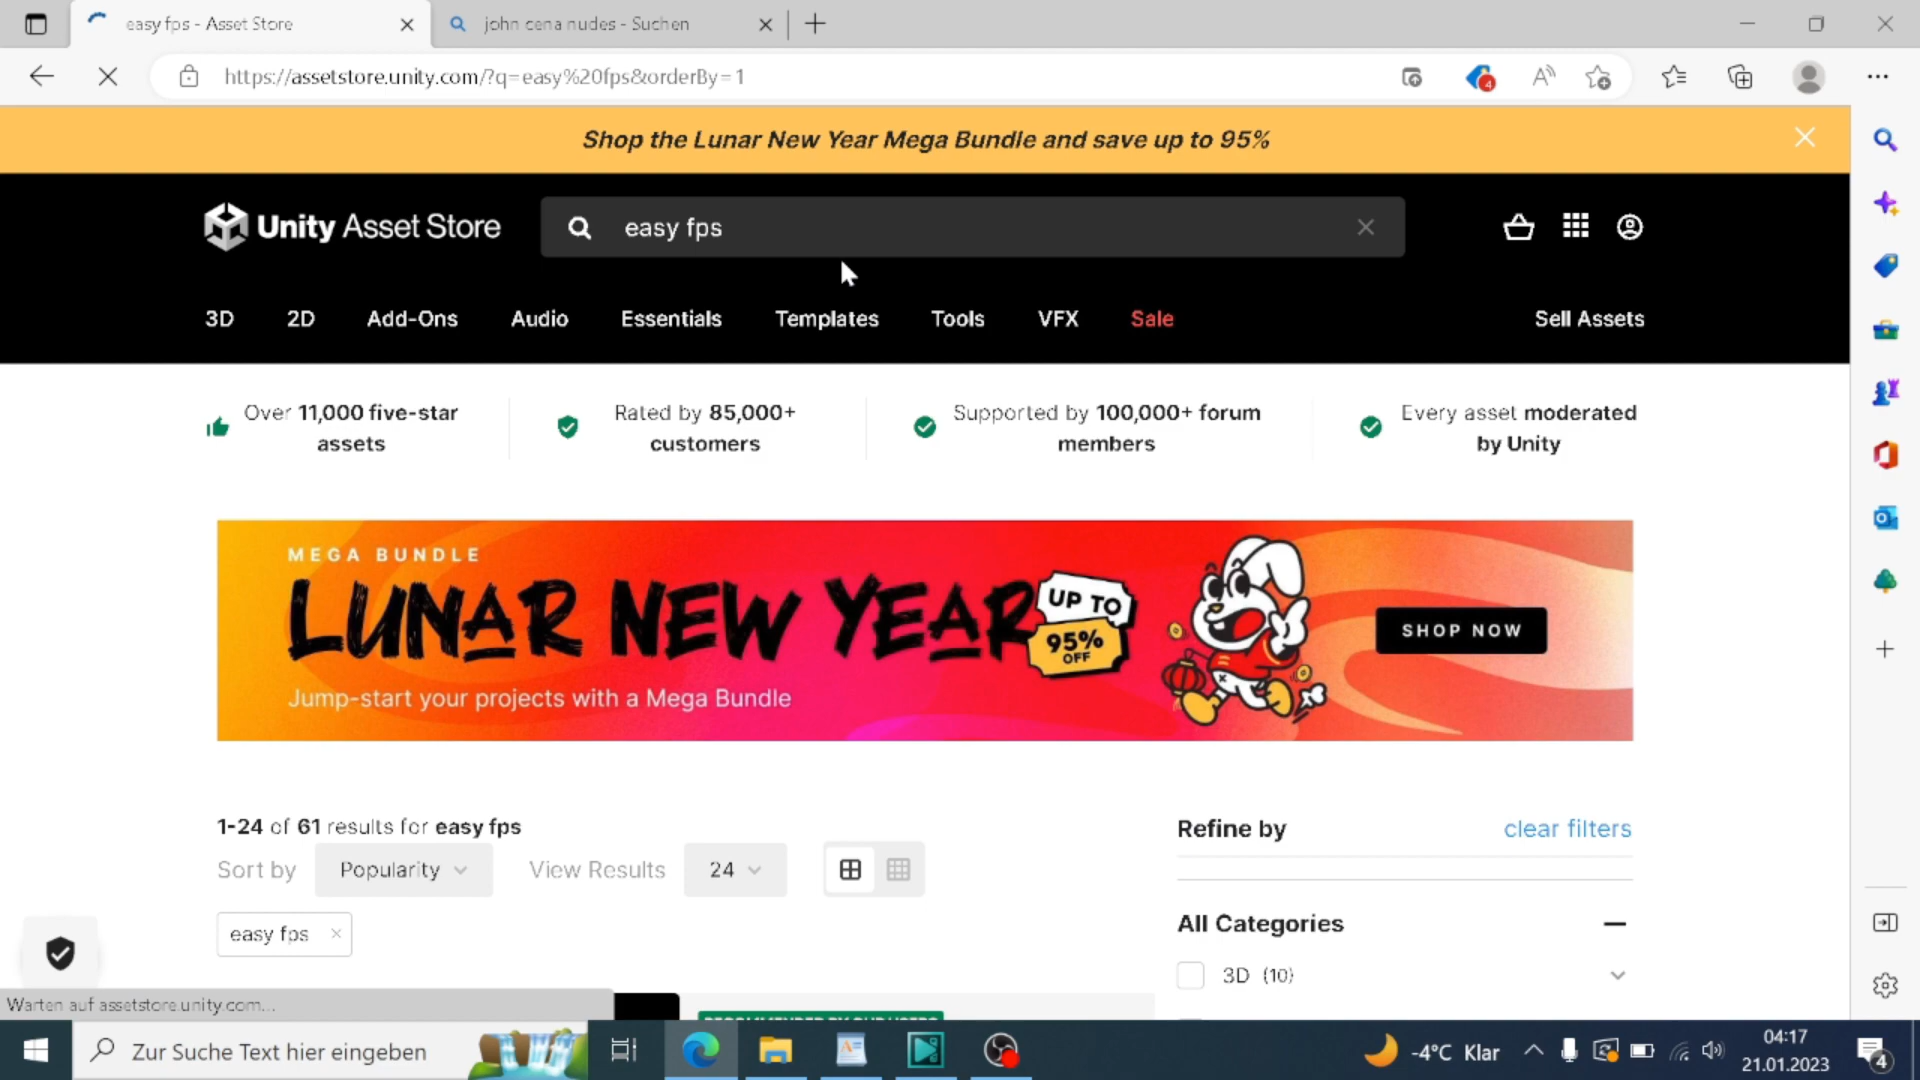 easy fps - Asset Store
john cena nudes - Suchen
https://assetstore.unity.com/?q=easy%20fps&orderBy=1
4
Shop the Lunar New Year Mega Bundle and save up to 95%
Unity Asset Store
easy fps
3D 2D Add-Ons Audio Essentials Templates Tools VFX Sale Sell Assets
Over 11,000 five-star
assets
Rated by 85,000+
customers
Supported by 100,000+ forum
members
Every asset moderated
by Unity
MEGA BUNDLE
LUNAR NEW YEAR
UP TO
95%
OFF
Jump-start your projects with a Mega Bundle
SHOP NOW
1-24 of 61 results for easy fps
Sort by Popularity View Results 24
easy fps
Refine by clear filters
All Categories
3D (10)
RECOMMENDED BY OUR USERS
Warten auf assetstore.unity.com...
Zur Suche Text hier eingeben
-4°C Klar
04:17
21.01.2023
4